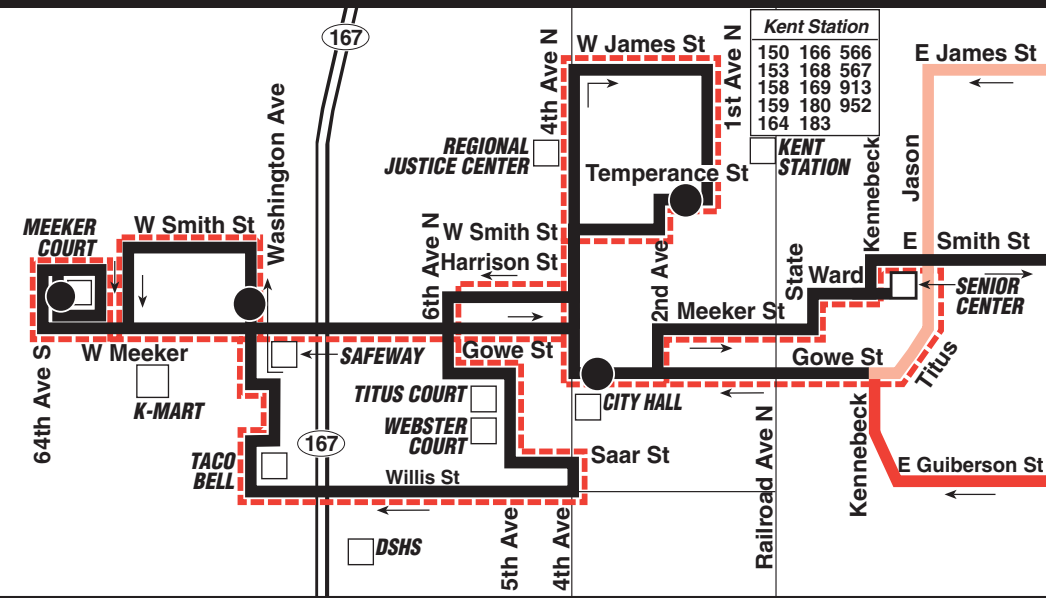 167
4th Ave N
W James St
1st Ave N
Kent Station
150 166 566
153 168 567
158 169 913
159 180 952
164 183
E James St
Washington Ave
REGIONAL
JUSTICE CENTER
KENT
STATION
Kennebeck
Jason
Temperance St
MEEKER
COURT
W Smith St
6th Ave N
W Smith St
Harrison St
2nd Ave
State
Ward
E Smith St
SENIOR
CENTER
Meeker St
64th Ave S
W Meeker
SAFEWAY
Gowe St
Gowe St
Titus
K-MART
TITUS COURT
CITY HALL
WEBSTER
COURT
167
TACO
BELL
Saar St
Willis St
Railroad Ave N
Kennebeck
E Guiberson St
5th Ave
4th Ave
DSHS